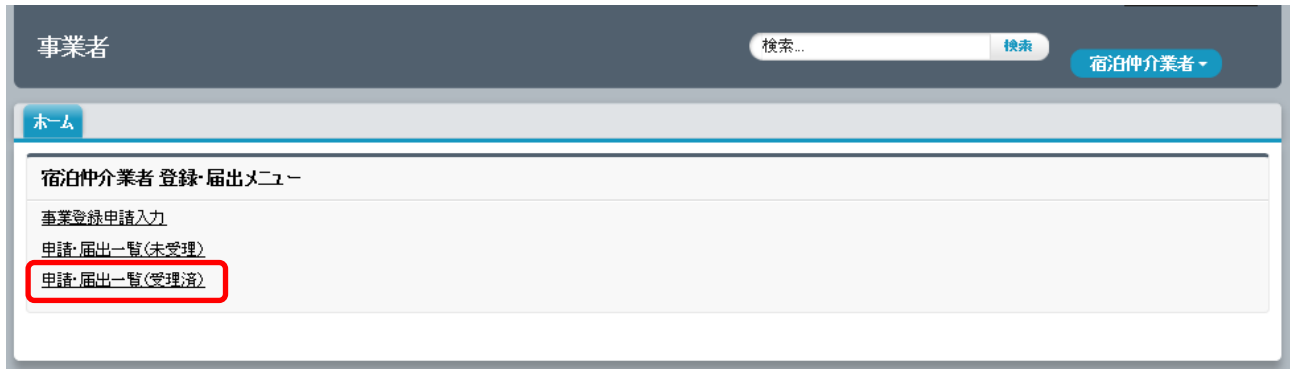 事業者
検索...
検索
宿泊仲介業者
ホーム
宿泊仲介業者 登録・届出メニュー
事業登録申請入力
申請・届出一覧(未受理)
申請・届出一覧(受理済)